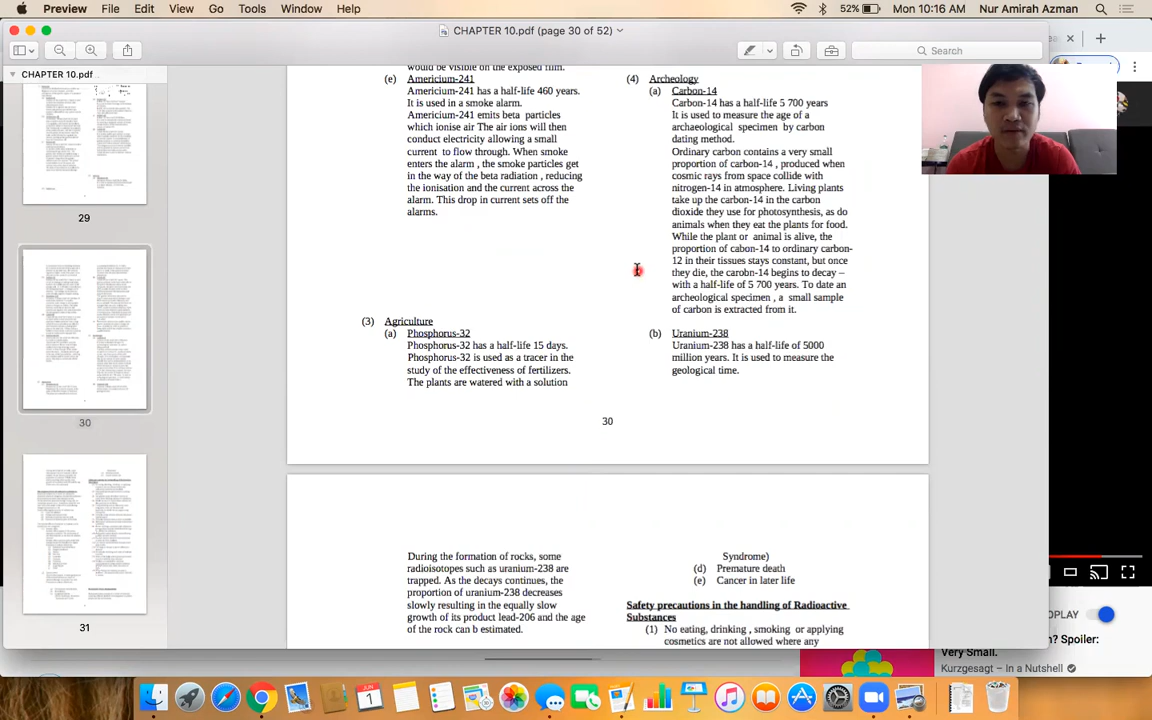 Preview File Edit View Go Tools Window Help 52% Mon 10:16 AM Nur Amirah Azman
CHAPTER 10.pdf (page 30 of 52)
Search
CHAPTER 10.pdf
29
30
31
would be visible on the exposed film.
(e) Americium-241
Americium-241 has a half-life 460 years.
It is used in a smoke alarm.
Americium-241 emits beta particles
which ionise air The air ions will then
conduct electricity allowing a small
current to flow through. When smoke
enters the alarm , the smoke particles get
in the way of the beta radiation , reducing
the ionisation and the current across the
alarm. This drop in current sets off the
alarms.
(3) Agriculture
(a) Phosphorus-32
Phosphorus-32 has a half-life 15 days.
Phosphorus-32 is used as a tracer in the
study of the effectiveness of fertilizers.
The plants are watered with a solution
(4) Archeology
(a) Carbon-14
Carbon-14 has a half-life 5 700 years
It is used to measure the age of a
archaeological specimen by carbon
dating method.
Ordinary carbon contains a very small
proportion of carbon-14 , produced when
cosmic rays from space collide with
nitrogen-14 in atmosphere. Living plants
take up the carbon-14 in the carbon
dioxide they use for photosynthesis, as do
animals when they eat the plants for food.
While the plant or animal is alive, the
proportion of cabon-14 to ordinary carbon-
12 in their tissues stays constant, but once
they die, the carobn-14 begins to decay –
with a half-life of 5 700 years. To date an
archeological specimen , a small sample
of carbon is extracted from it.
(b) Uranium-238
Uranium-238 has a half-life of 5000
million years. It is used to measure the
geological time.
30
During the formation of rocks, some
radioisotopes such as uranium-238 are
trapped. As the decays continues, the
proportion of uranium-238 decreases
slowly resulting in the equally slow
growth of its product lead-206 and the age
of the rock can b estimated.
Syndrome)
(d) Premature death
(e) Cancer in later life
Safety precautions in the handling of Radioactive
Substances
(1) No eating, drinking , smoking or applying
cosmetics are not allowed where any
? Spoiler:
Very Small.
Kurzgesagt – In a Nutshell
JUN
1